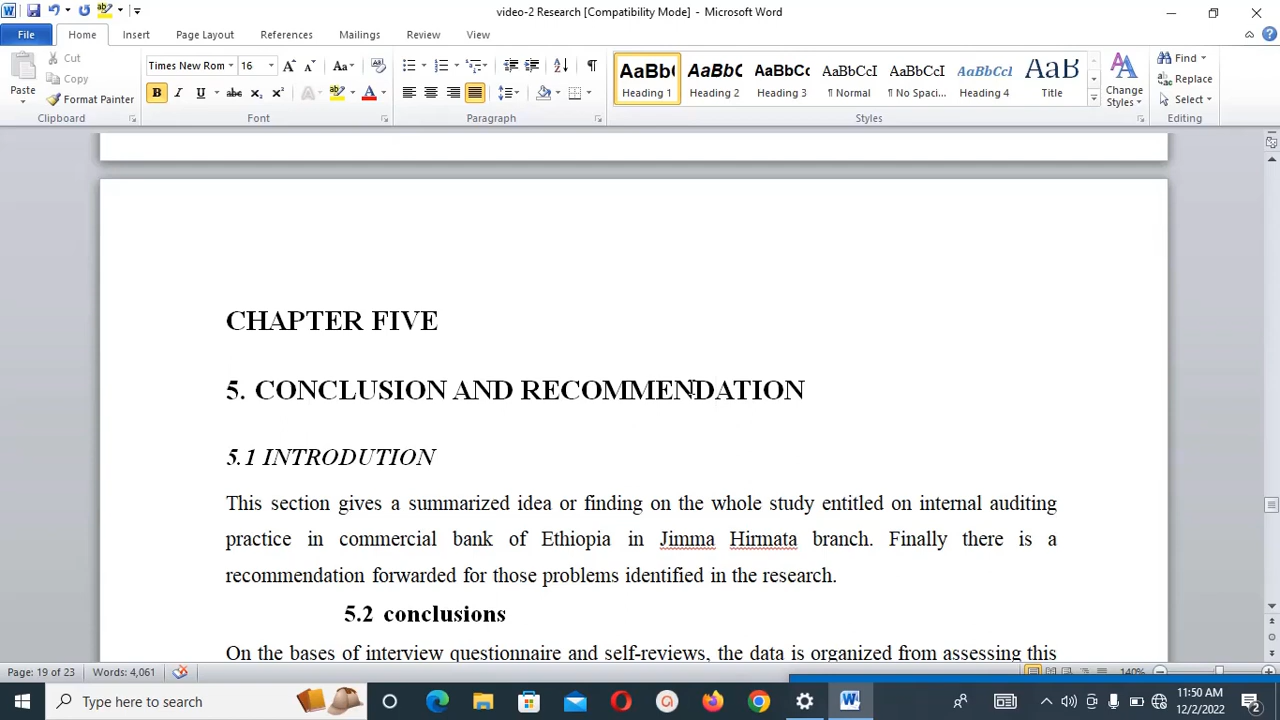 video-2 Research [Compatibility Mode] - Microsoft Word
File Home Insert Page Layout References Mailings Review View
Paste
Cut
Copy
Format Painter
Clipboard
Times New Rom 16
Font
Paragraph
AaBb( AaBbC AaBbCc AaBbCcI AaBbCcI AaBbCcI AaB
Heading 1 Heading 2 Heading 3 ¶ Normal ¶ No Spaci... Heading 4 Title
Change Styles
Styles
Find
Replace
Select
Editing
CHAPTER FIVE
5. CONCLUSION AND RECOMMENDATION
5.1 INTRODUTION
This section gives a summarized idea or finding on the whole study entitled on internal auditing
practice in commercial bank of Ethiopia in Jimma Hirmata branch. Finally there is a
recommendation forwarded for those problems identified in the research.
5.2 conclusions
On the bases of interview questionnaire and self-reviews, the data is organized from assessing this
Page: 19 of 23 Words: 4,061 140%
Type here to search
11:50 AM
12/2/2022
2